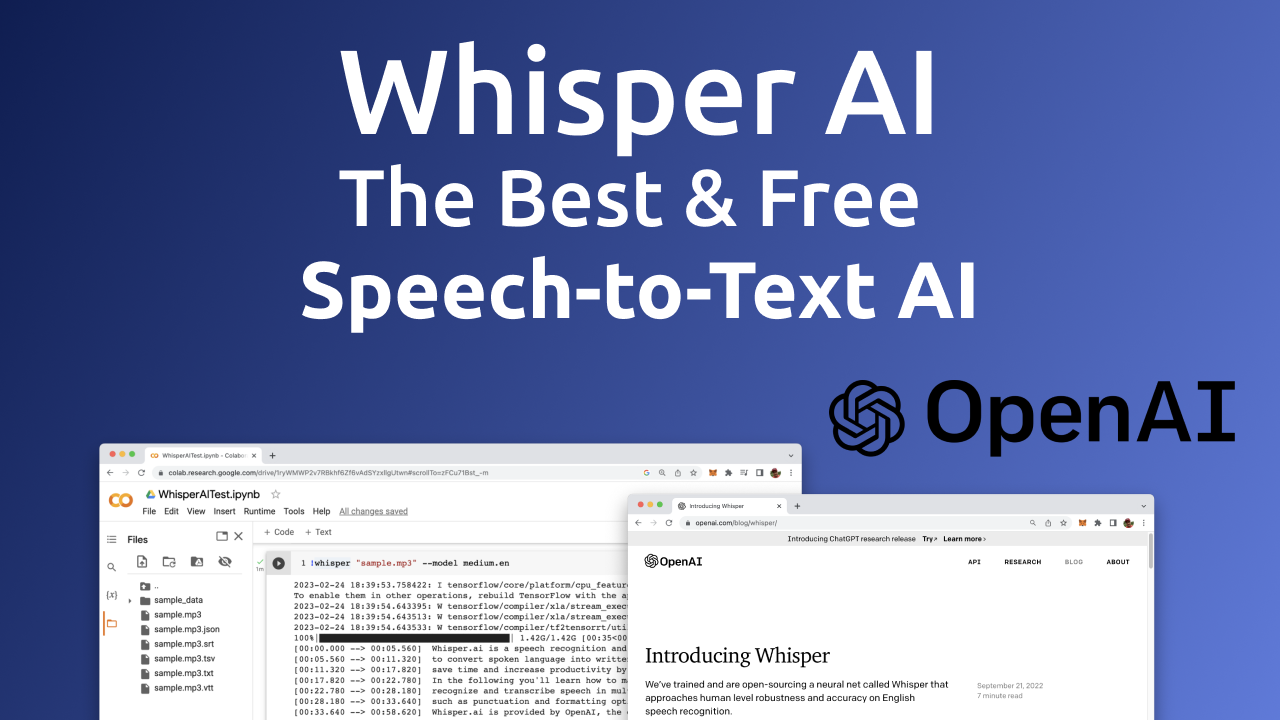 Whisper AI
The Best & Free
Speech-to-Text AI
OpenAI
WhisperAITest.ipynb - Colabo
colab.research.google.com/drive/1ryWMWP2v7R8khf6Zf6vAdSYzxIlgUtwn#scrollTo=zFCu71Bst_-m
WhisperAITest.ipynb
File Edit View Insert Runtime Tools Help All changes saved
Files
+ Code + Text
{x}
..
sample_data
sample.mp3
sample.mp3.json
sample.mp3.srt
sample.mp3.tsv
sample.mp3.txt
sample.mp3.vtt
1m
1 !whisper "sample.mp3" --model medium.en
2023-02-24 18:39:53.758422: I tensorflow/core/platform/cpu_featur
To enable them in other operations, rebuild TensorFlow with the a
2023-02-24 18:39:54.643395: W tensorflow/compiler/xla/stream_exec
2023-02-24 18:39:54.643513: W tensorflow/compiler/xla/stream_exec
2023-02-24 18:39:54.643533: W tensorflow/compiler/tf2tensorrt/uti
100%| | 1.42G/1.42G [00:35<00
[00:00.000 --> 00:05.560] Whisper.ai is a speech recognition and
[00:05.560 --> 00:11.320] to convert spoken language into writte
[00:11.320 --> 00:17.820] save time and increase productivity by
[00:17.820 --> 00:22.780] In the following you'll learn how to m
[00:22.780 --> 00:28.180] recognize and transcribe speech in mul
[00:28.180 --> 00:33.640] such as punctuation and formatting opt
[00:33.640 --> 00:58.620] Whisper.ai is provided by OpenAI, the
Introducing Whisper
openai.com/blog/whisper/
Introducing ChatGPT research release Try↗ Learn more›
OpenAI
API RESEARCH BLOG ABOUT
Introducing Whisper
We've trained and are open-sourcing a neural net called Whisper that
approaches human level robustness and accuracy on English
speech recognition.
September 21, 2022
7 minute read